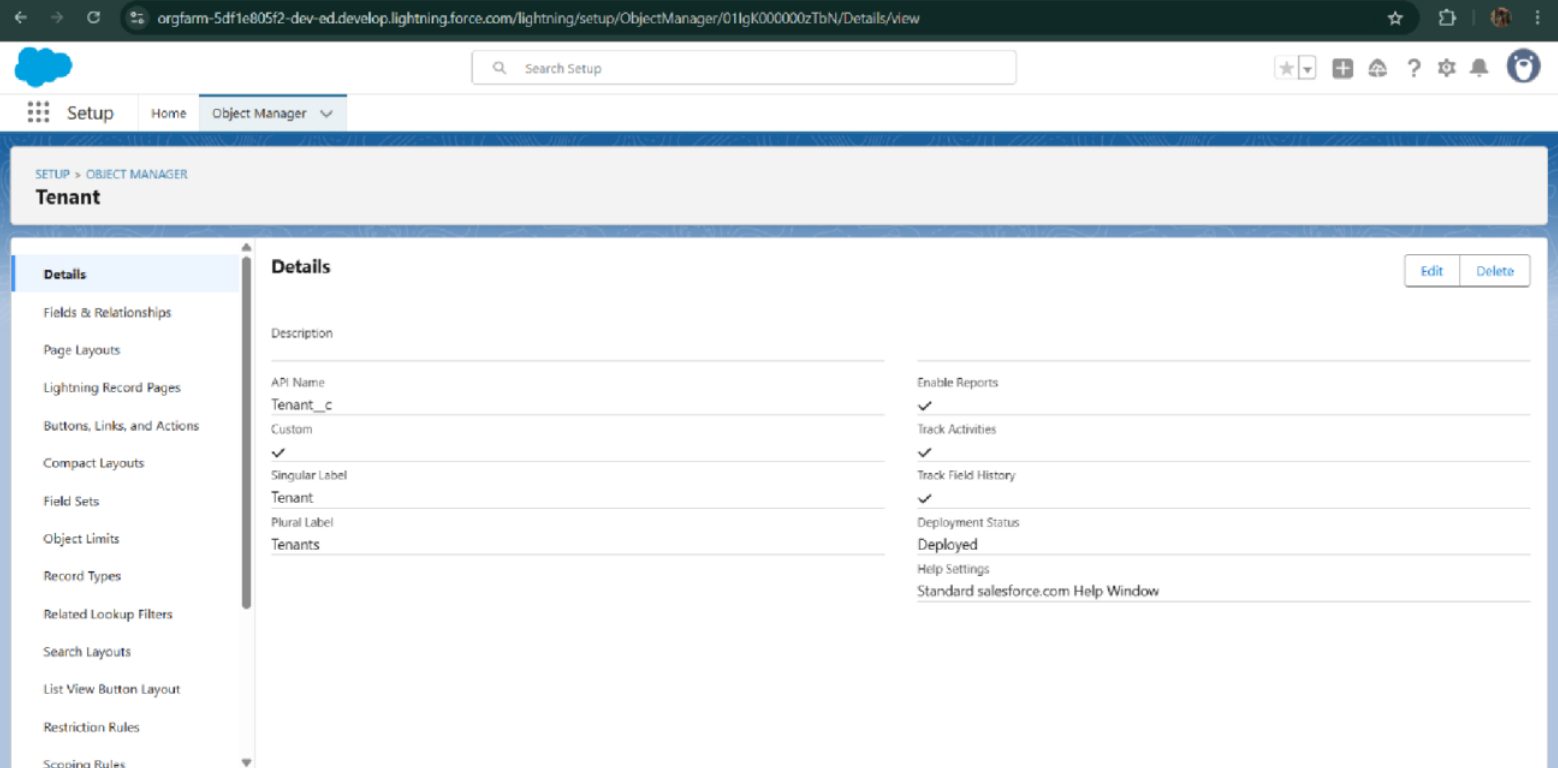 orgfarm-5df1e805f2-dev-ed.develop.lightning.force.com/lightning/setup/ObjectManager/01IgK000000zTbN/Details/view
Search Setup
Setup
Home
Object Manager
SETUP > OBJECT MANAGER
Tenant
Details
Fields & Relationships
Page Layouts
Lightning Record Pages
Buttons, Links, and Actions
Compact Layouts
Field Sets
Object Limits
Record Types
Related Lookup Filters
Search Layouts
List View Button Layout
Restriction Rules
Scoping Rules
Details
Edit
Delete
Description
API Name
Tenant__c
Custom
Singular Label
Tenant
Plural Label
Tenants
Enable Reports
Track Activities
Track Field History
Deployment Status
Deployed
Help Settings
Standard salesforce.com Help Window